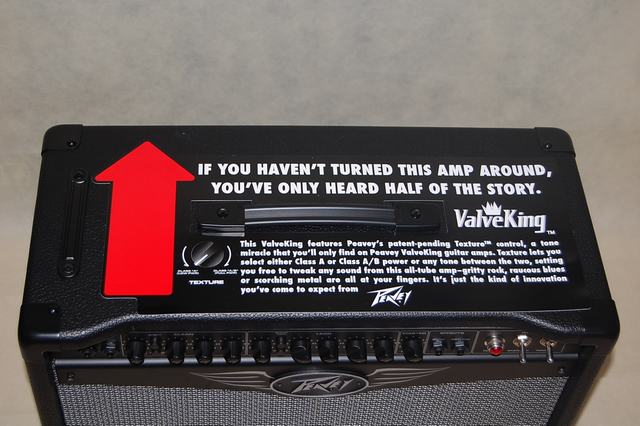 IF YOU HAVEN'T TURNED THIS AMP AROUND,
YOU'VE ONLY HEARD HALF OF THE STORY.
ValveKing™
This ValveKing features Peavey's patent-pending Texture™ control, a tone
miracle that you'll only find on Peavey ValveKing guitar amps. Texture lets you
select either Class A or Class A/B power or any tone between the two, setting
you free to tweak any sound from this all-tube amp-gritty rock, raucous blues
or scorching metal are all at your fingers. It's just the kind of innovation
you've come to expect from PEAVEY
TEXTURE
PEAVEY